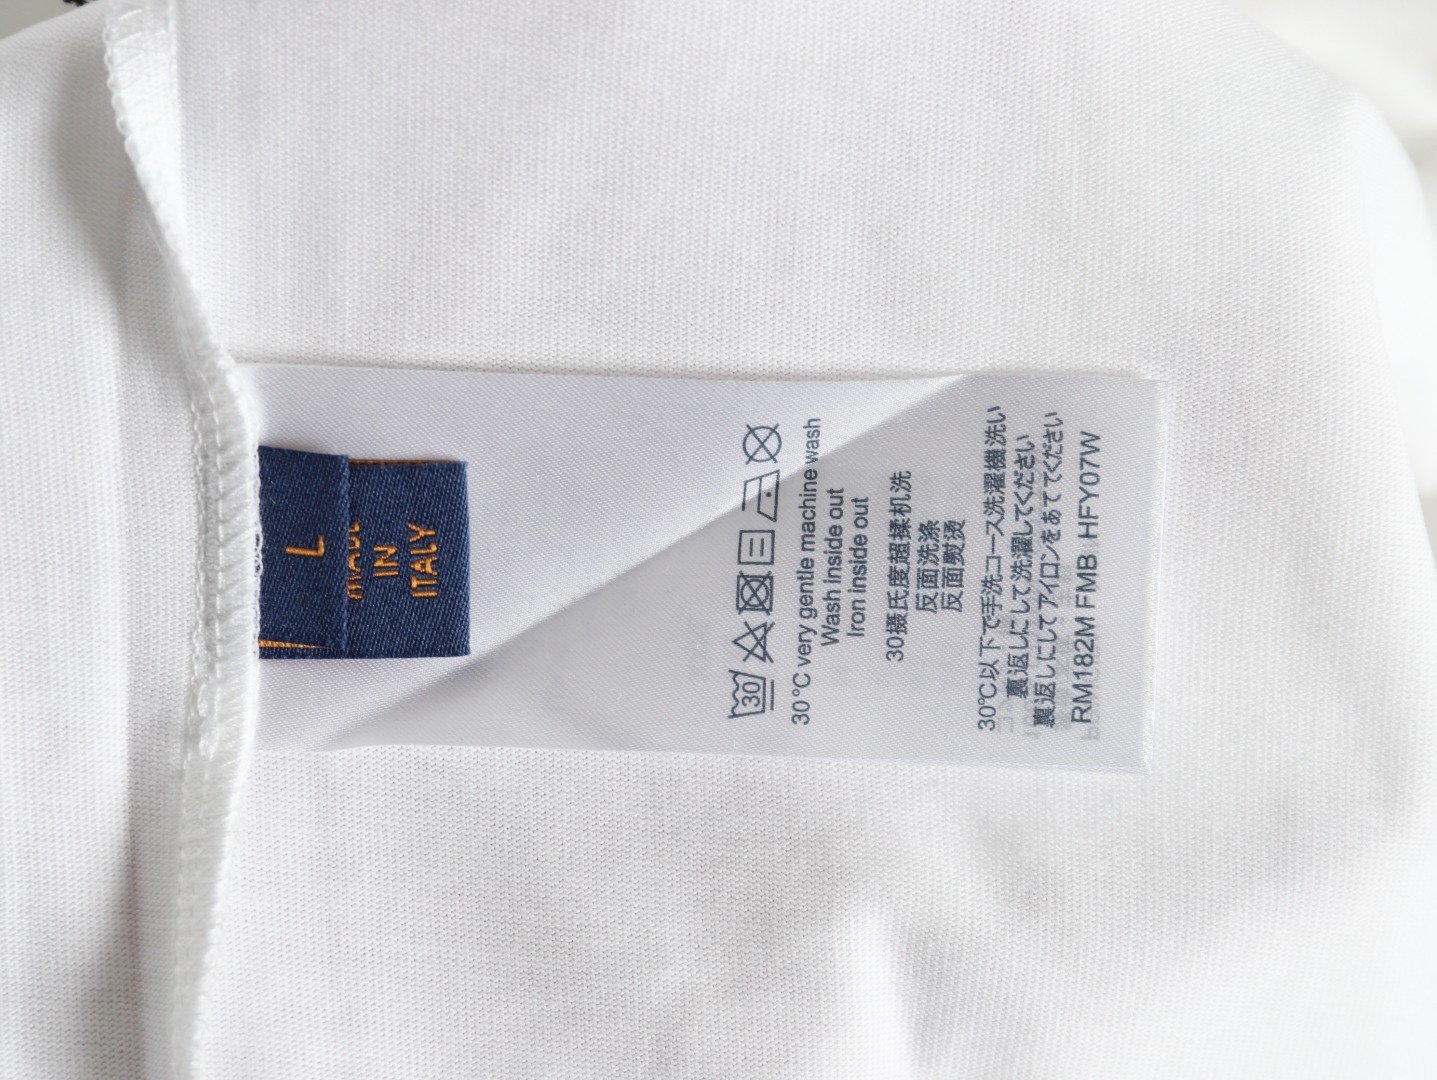 L
MADE
IN
ITALY
30
30°C very gentle machine wash
Wash inside out
Iron inside out
30摄氏度超揉机洗
反面洗涤
反面熨烫
30℃以下で手洗コース洗濯機洗い
裏返しにして洗濯してください
裏返しにしてアイロンをあててください
RM182M FMB HFY07W